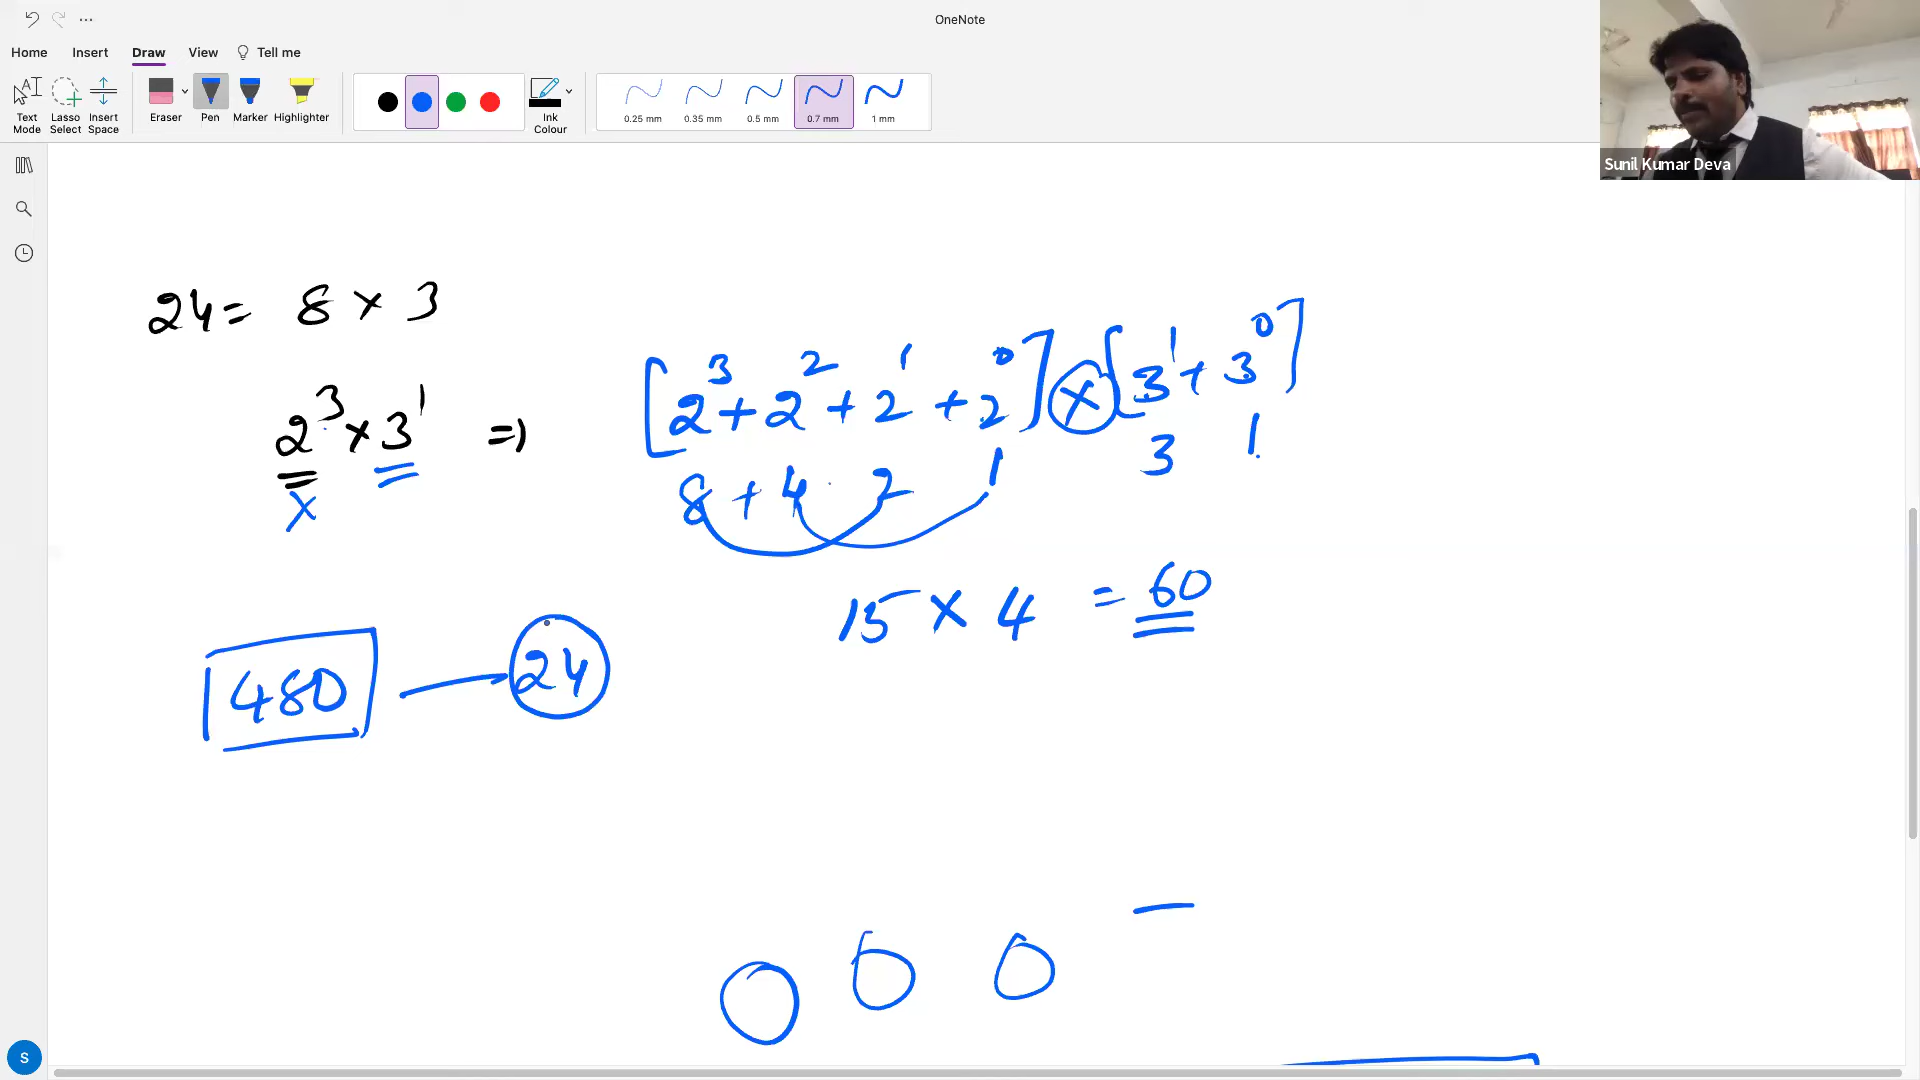 OneNote
Home Insert Draw View Tell me
Text Mode Lasso Select Insert Space Eraser Pen Marker Highlighter Ink Colour 0.25 mm 0.35 mm 0.5 mm 0.7 mm 1 mm
Sunil Kumar Deva
24 = 8 × 3
2³ × 3¹ ⇒ [2³ + 2² + 2¹ + 2⁰] × [3¹ + 3⁰]
8 + 4 2 1 3 1
X
15 × 4 = 60
480 → 24
S